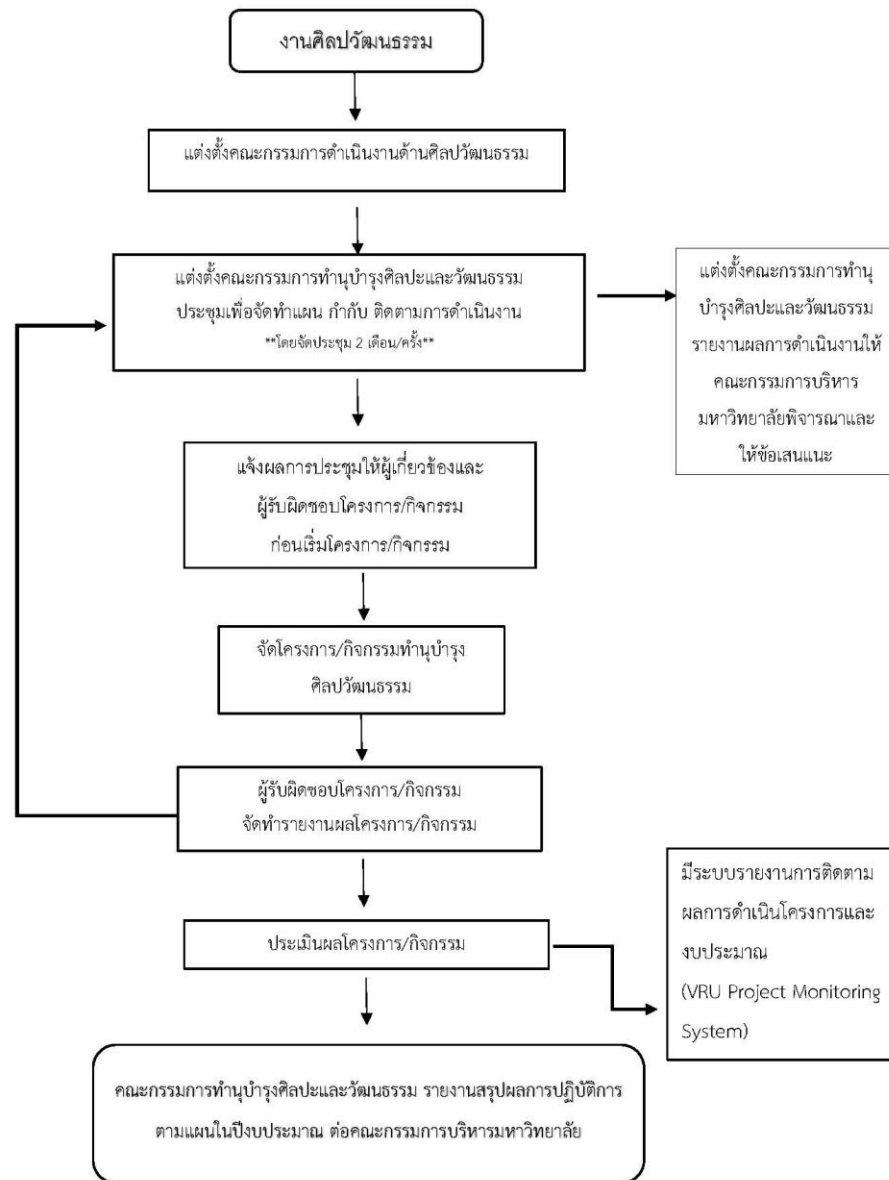 งานศิลปวัฒนธรรม
แต่งตั้งคณะกรรมการดำเนินงานด้านศิลปวัฒนธรรม
แต่งตั้งคณะกรรมการทำนุบำรุงศิลปะและวัฒนธรรม
ประชุมเพื่อจัดทำแผน กำกับ ติดตามการดำเนินงาน
**โดยจัดประชุม 2 เดือน/ครั้ง**
แต่งตั้งคณะกรรมการทำนุ
บำรุงศิลปะและวัฒนธรรม
รายงานผลการดำเนินงานให้
คณะกรรมการบริหาร
มหาวิทยาลัยพิจารณาและ
ให้ข้อเสนแนะ
แจ้งผลการประชุมให้ผู้เกี่ยวข้องและ
ผู้รับผิดชอบโครงการ/กิจกรรม
ก่อนเริ่มโครงการ/กิจกรรม
จัดโครงการ/กิจกรรมทำนุบำรุง
ศิลปวัฒนธรรม
ผู้รับผิดชอบโครงการ/กิจกรรม
จัดทำรายงานผลโครงการ/กิจกรรม
ประเมินผลโครงการ/กิจกรรม
มีระบบรายงานการติดตาม
ผลการดำเนินโครงการและ
งบประมาณ
(VRU Project Monitoring
System)
คณะกรรมการทำนุบำรุงศิลปะและวัฒนธรรม รายงานสรุปผลการปฏิบัติการ
ตามแผนในปีงบประมาณ ต่อคณะกรรมการบริหารมหาวิทยาลัย